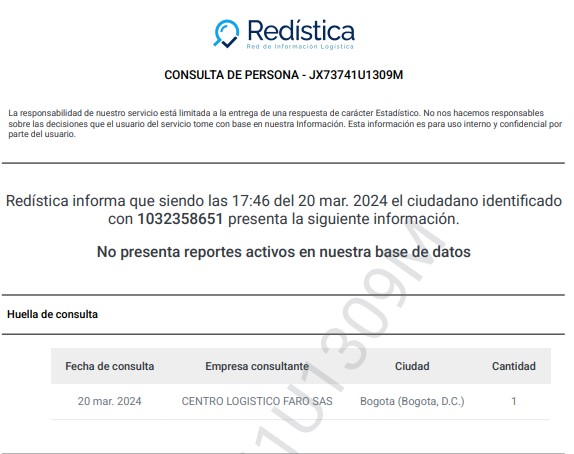 Redística
Red de Información Logística
CONSULTA DE PERSONA - JX73741U1309M
La responsabilidad de nuestro servicio está limitada a la entrega de una respuesta de carácter Estadístico. No nos hacemos responsables
sobre las decisiones que el usuario del servicio tome con base en nuestra Información. Esta información es para uso interno y confidencial por
parte del usuario.
Redística informa que siendo las 17:46 del 20 mar. 2024 el ciudadano identificado
con 1032358651 presenta la siguiente información.
No presenta reportes activos en nuestra base de datos
Huella de consulta
Fecha de consulta Empresa consultante Ciudad Cantidad
20 mar. 2024 CENTRO LOGISTICO FARO SAS Bogota (Bogota, D.C.) 1
1U1309M